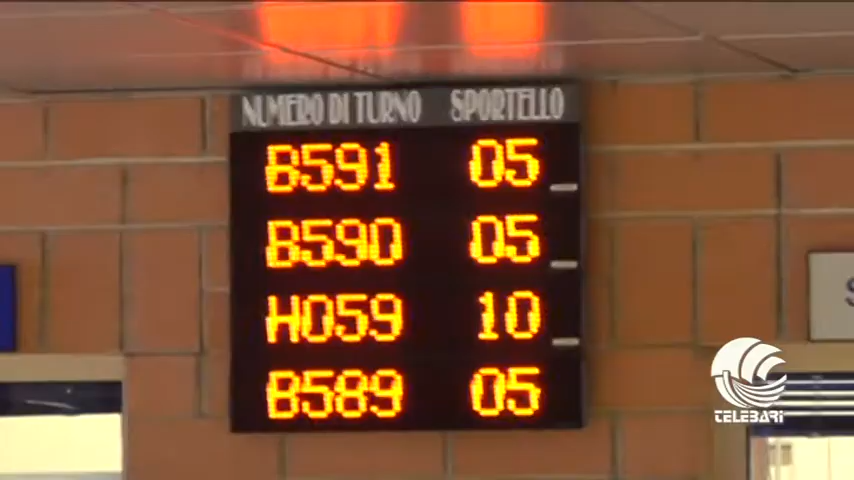 NUMERO DI TURNO SPORTELLO
B591 05
B590 05
H059 10
B589 05
TELEBARI